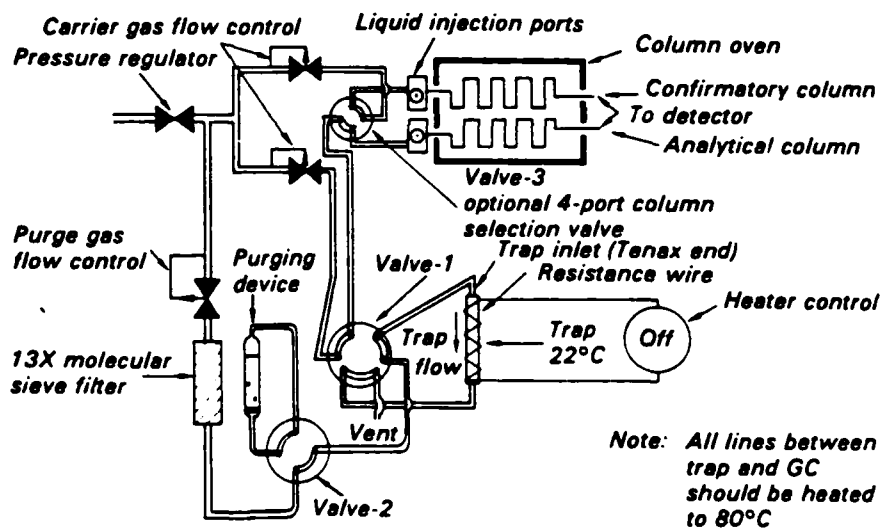 Carrier gas flow control
Pressure regulator
Liquid injection ports
Column oven
Confirmatory column
To detector
Analytical column
Valve-3
optional 4-port column
selection valve
Purge gas
flow control
Purging
device
Valve-1
Trap inlet (Tenax end)
Resistance wire
Heater control
Trap
flow
Trap
22°C
Off
13X molecular
sieve filter
Vent
Valve-2
Note: All lines between
trap and GC
should be heated
to 80°C